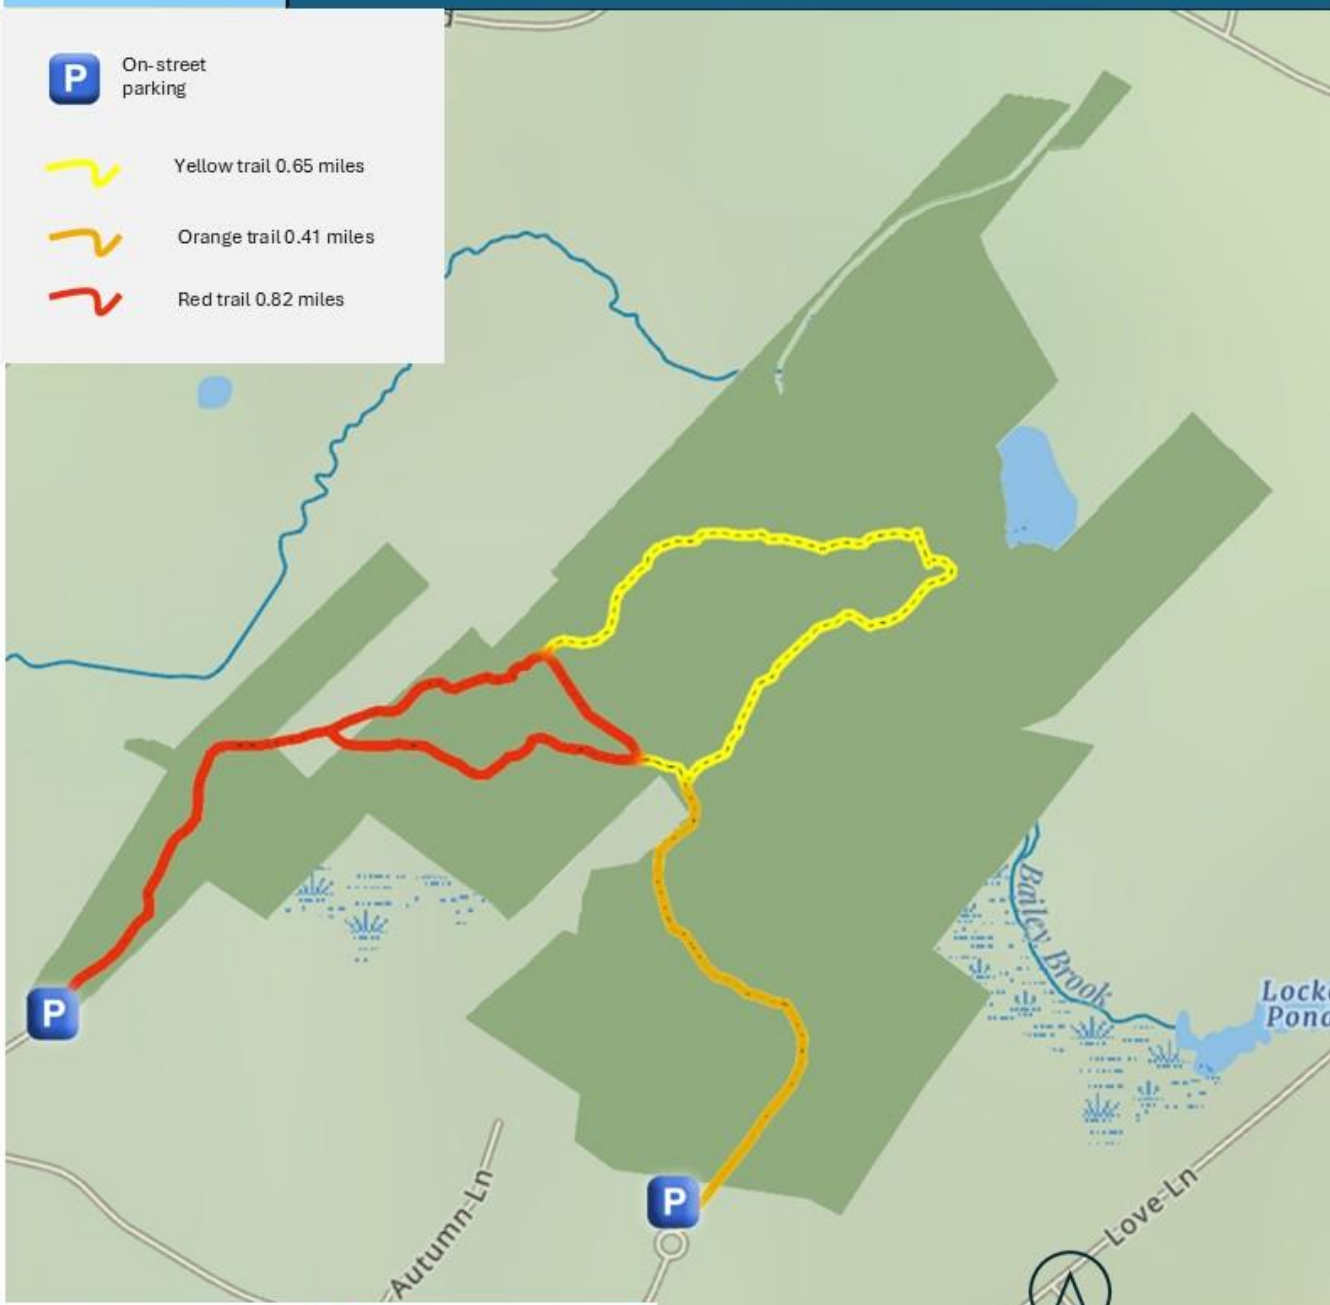 P
On-street
parking
Yellow trail 0.65 miles
Orange trail 0.41 miles
Red trail 0.82 miles
Bailey Brook
Pond
P
P
Autumn Ln
Love Ln